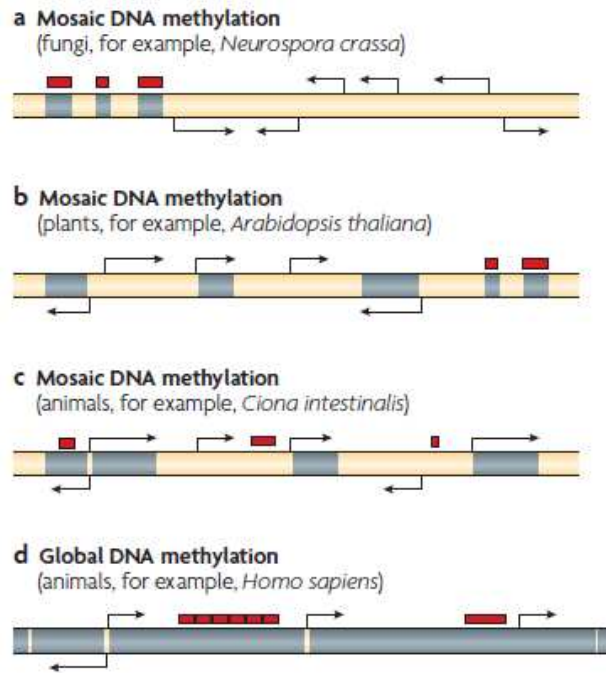 a Mosaic DNA methylation
(fungi, for example, Neurospora crassa)
b Mosaic DNA methylation
(plants, for example, Arabidopsis thaliana)
c Mosaic DNA methylation
(animals, for example, Ciona intestinalis)
d Global DNA methylation
(animals, for example, Homo sapiens)